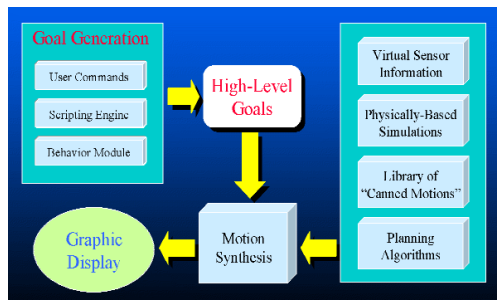 Goal Generation
User Commands
Scripting Engine
Behavior Module
High-Level
Goals
Virtual Sensor
Information
Physically-Based
Simulations
Library of
“Canned Motions”
Planning
Algorithms
Motion
Synthesis
Graphic
Display